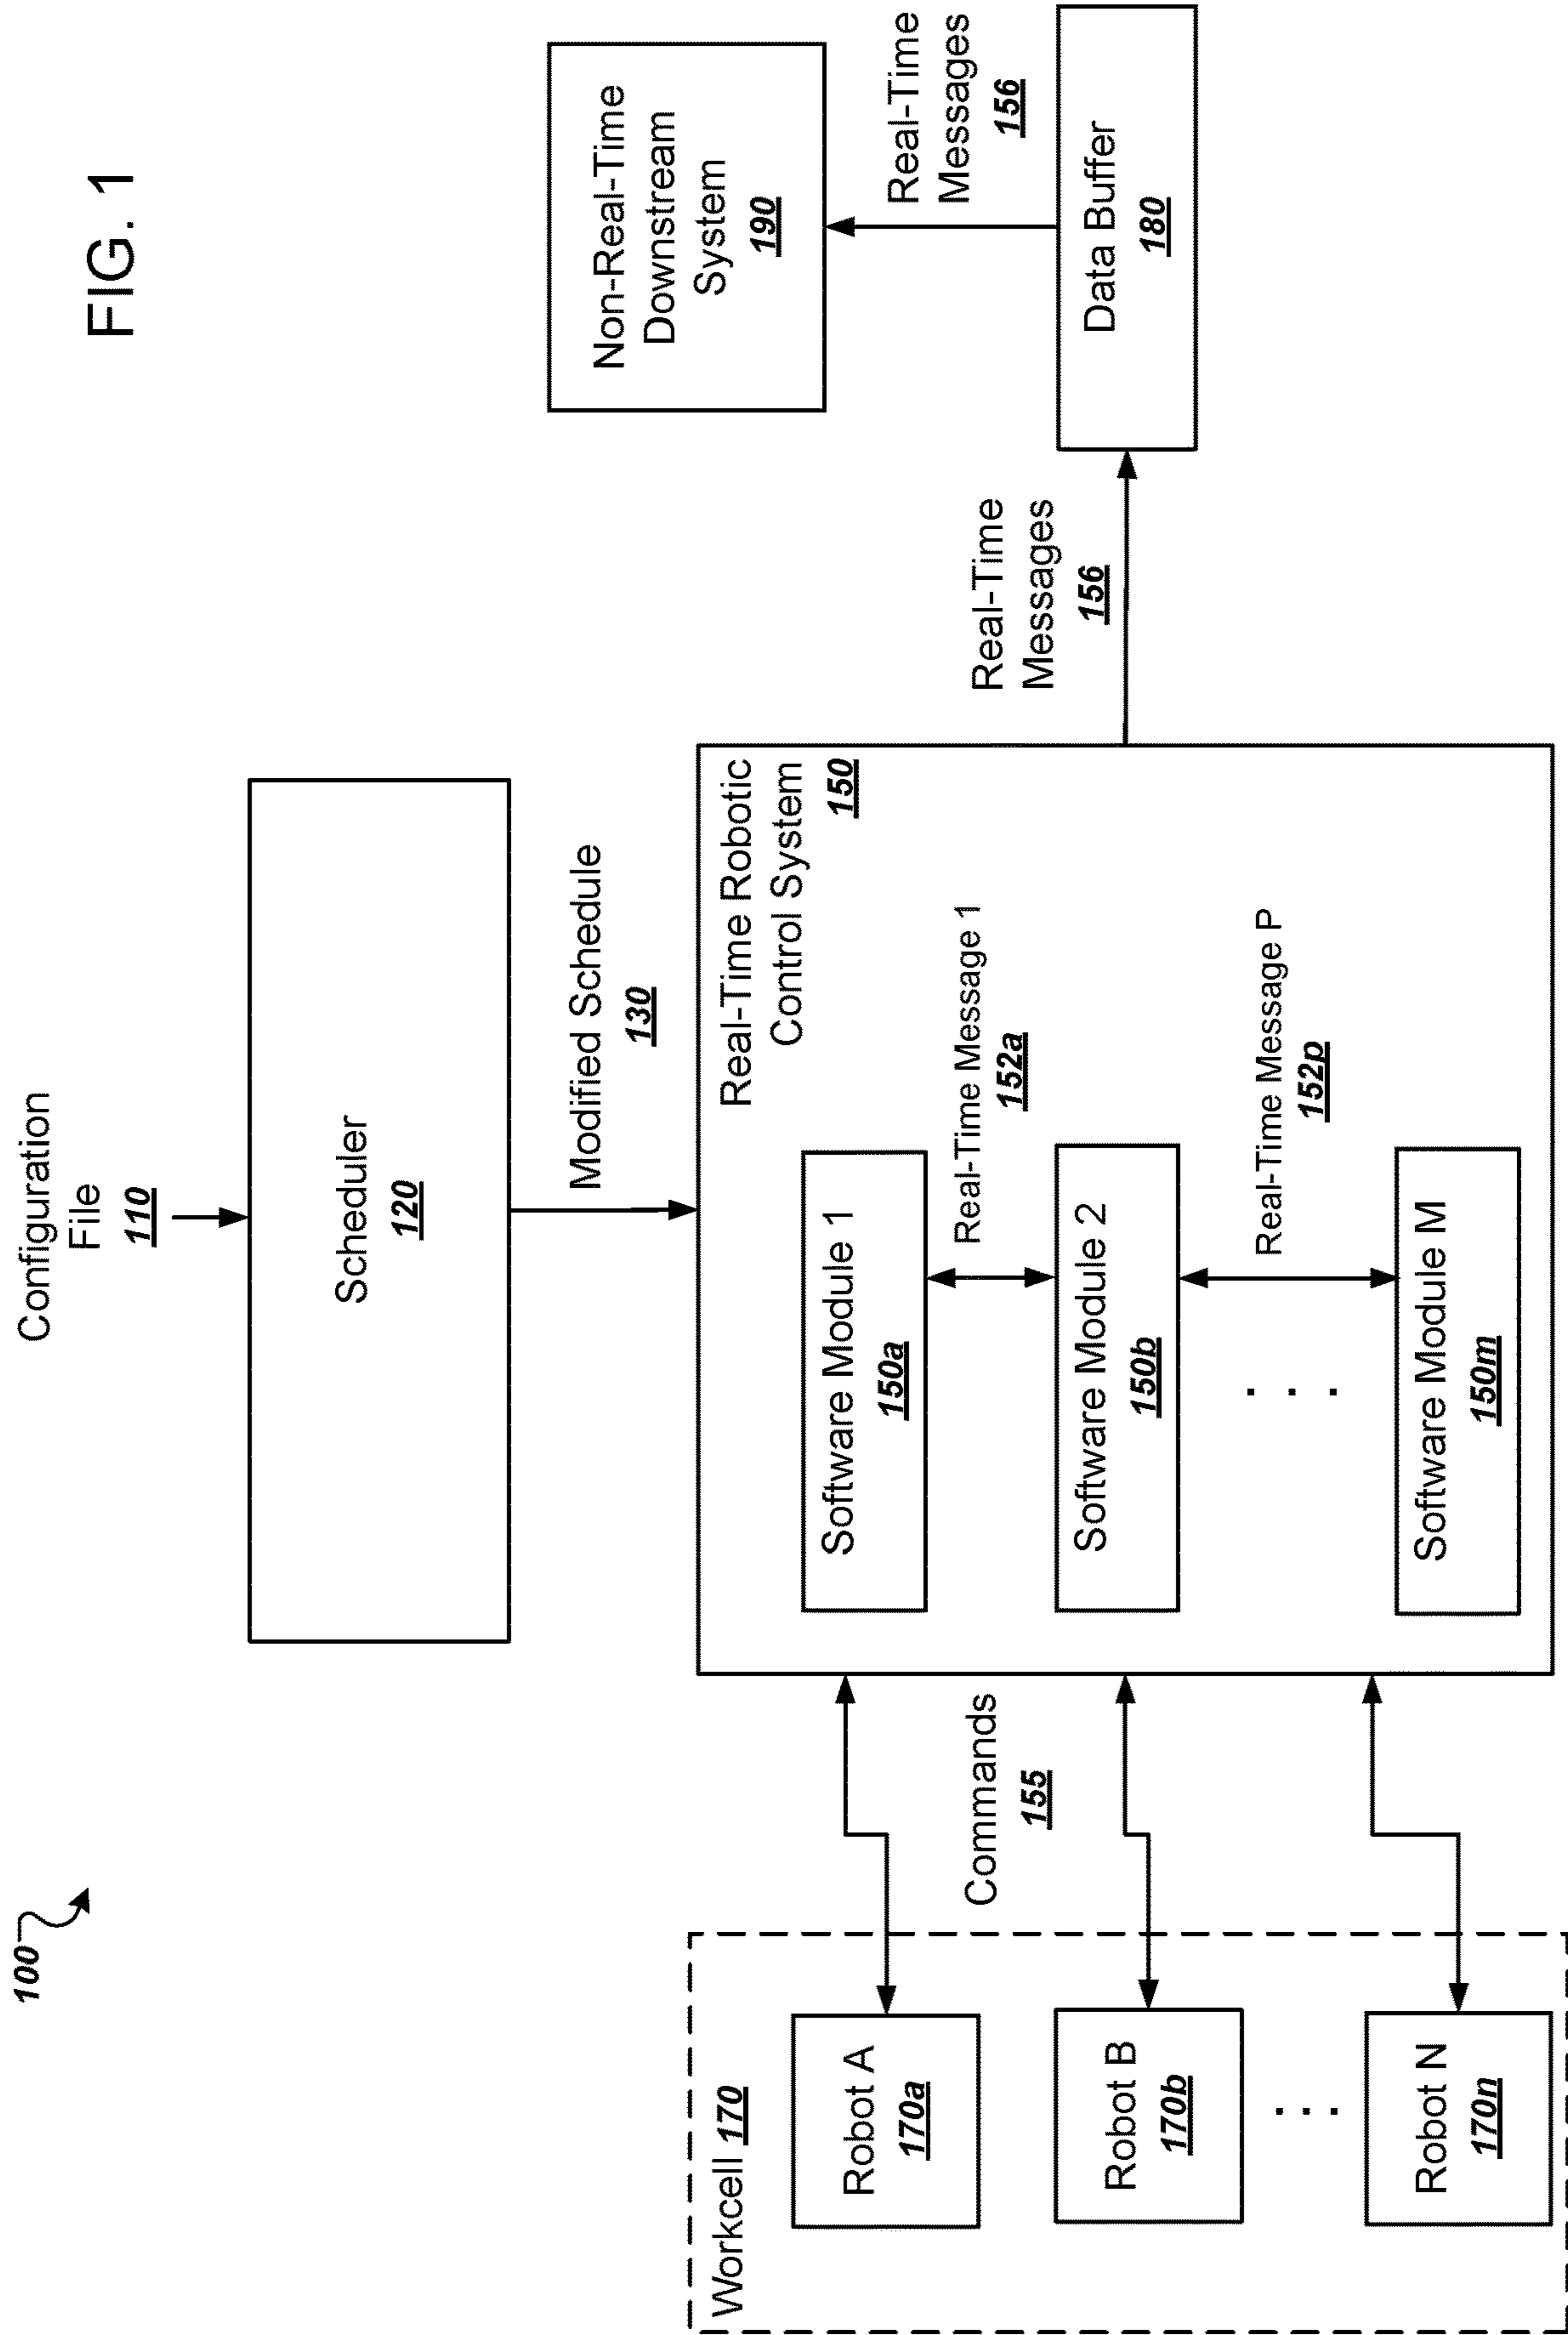 FIG. 1
100
Configuration
File
110
Scheduler
120
Modified Schedule
130
Workcell 170
Robot A
170a
Robot B
170b
. . .
Robot N
170n
Commands
155
Real-Time Robotic
Control System
150
Software Module 1
150a
Real-Time Message 1
152a
Software Module 2
150b
Real-Time Message P
152p
. . .
Software Module M
150m
Real-Time
Messages
156
Non-Real-Time
Downstream
System
190
Real-Time
Messages
156
Data Buffer
180